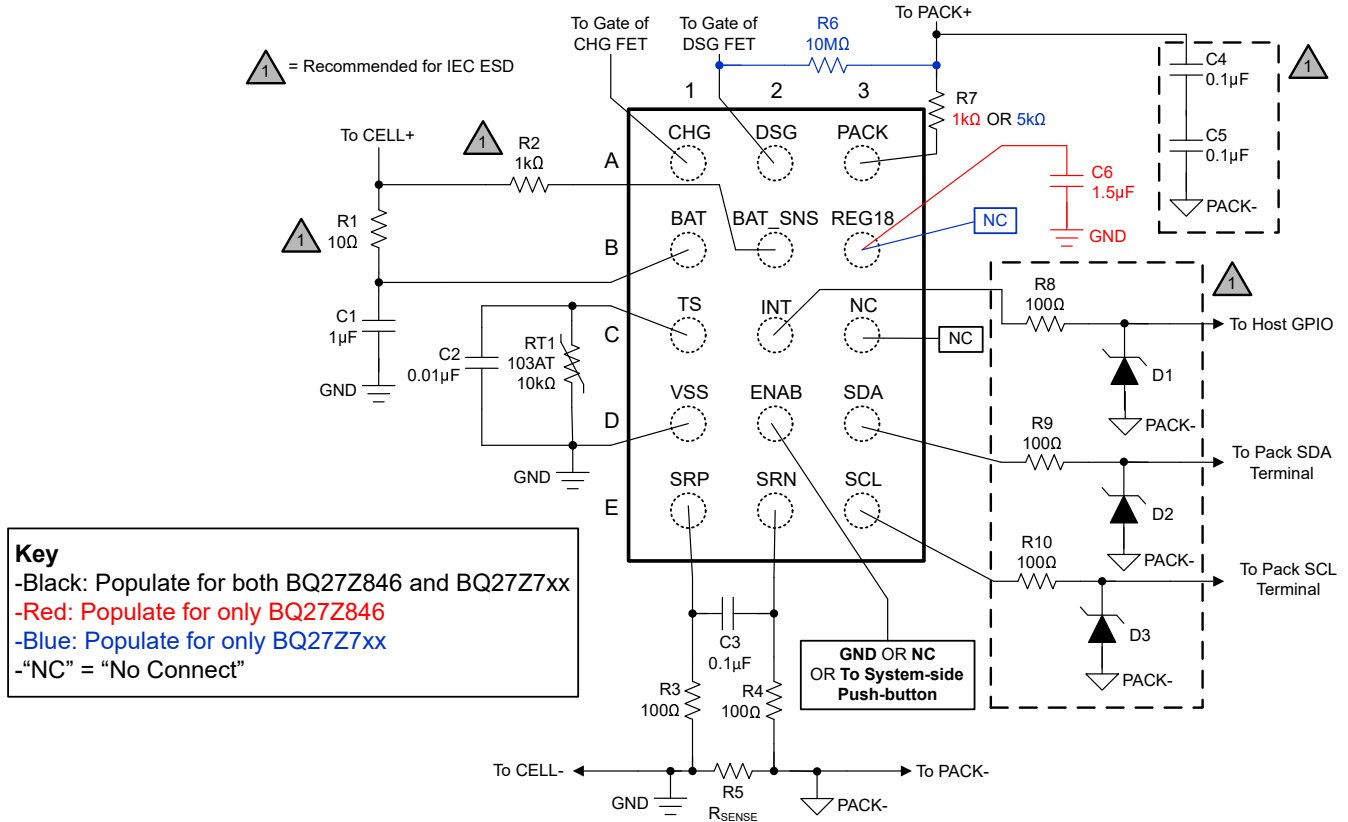 To PACK+
To Gate of
CHG FET
To Gate of
DSG FET
R6
10MΩ
1 = Recommended for IEC ESD
1
C4
0.1µF
C5
0.1µF
PACK-
1 2 3
R7
1kΩ OR 5kΩ
To CELL+
1
R2
1kΩ
A
CHG DSG PACK
C6
1.5µF
GND
1
R1
10Ω
B
BAT BAT_SNS REG18
NC
1
C1
1µF
GND
C2
0.01µF
RT1
103AT
10kΩ
GND
C
TS INT NC
NC
R8
100Ω
To Host GPIO
D1
PACK-
D
VSS ENAB SDA
R9
100Ω
To Pack SDA
Terminal
D2
PACK-
E
SRP SRN SCL
R10
100Ω
To Pack SCL
Terminal
D3
PACK-
Key
-Black: Populate for both BQ27Z846 and BQ27Z7xx
-Red: Populate for only BQ27Z846
-Blue: Populate for only BQ27Z7xx
-“NC” = “No Connect”
C3
0.1µF
GND OR NC
OR To System-side
Push-button
R3
100Ω
R4
100Ω
To CELL-
To PACK-
GND
R5
RSENSE
PACK-